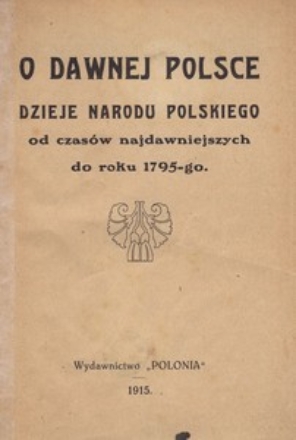 O DAWNEJ POLSCE
DZIEJE NARODU POLSKIEGO
od czasów najdawniejszych
do roku 1795-go.
Wydawnictwo „POLONIA“
1915.